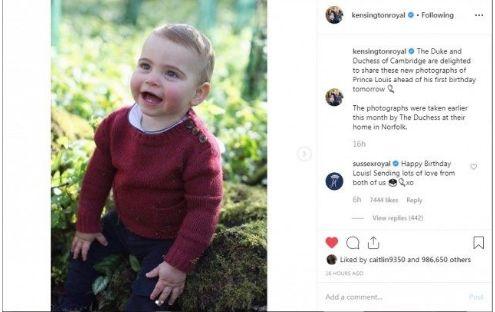 kensingtonroyal • Following
kensingtonroyal The Duke and
Duchess of Cambridge are delighted
to share these new photographs of
Prince Louis ahead of his first birthday
tomorrow
The photographs were taken earlier
this month by The Duchess at their
home in Norfolk.
16h
sussexroyal Happy Birthday
Louis! Sending lots of love from
both of us xo
6h 7444 likes Reply
View replies (442)
Liked by caitlin9350 and 986,650 others
16 HOURS AGO
Add a comment... Post